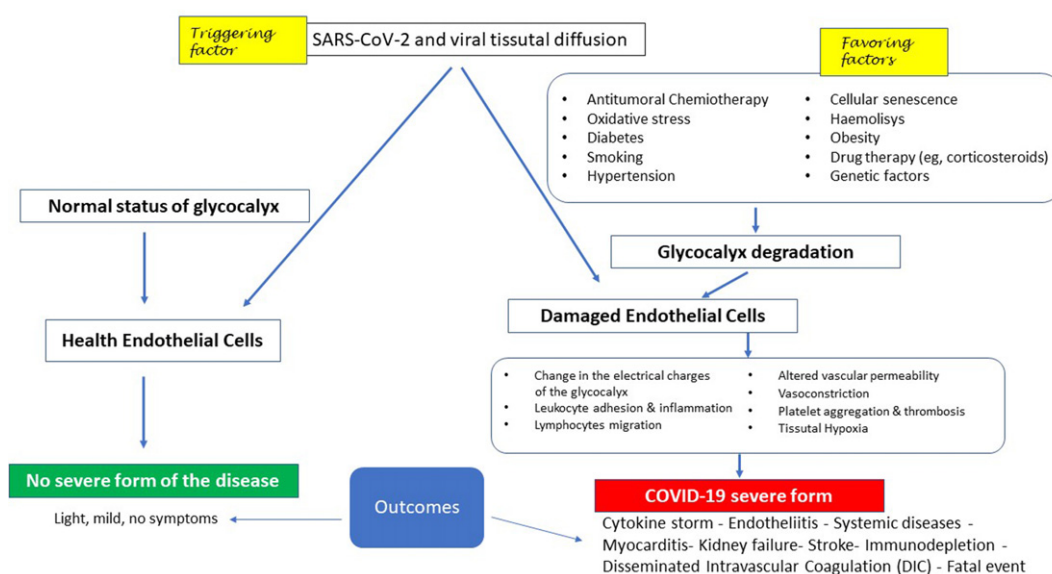 Triggering
factor
SARS-CoV-2 and viral tissutal diffusion
Favoring
factors
• Antitumoral Chemiotherapy
• Oxidative stress
• Diabetes
• Smoking
• Hypertension
• Cellular senescence
• Haemolisys
• Obesity
• Drug therapy (eg, corticosteroids)
• Genetic factors
Normal status of glycocalyx
Glycocalyx degradation
Health Endothelial Cells
Damaged Endothelial Cells
• Change in the electrical charges
of the glycocalyx
• Leukocyte adhesion & inflammation
• Lymphocytes migration
• Altered vascular permeability
• Vasoconstriction
• Platelet aggregation & thrombosis
• Tissutal Hypoxia
No severe form of the disease
Outcomes
COVID-19 severe form
Light, mild, no symptoms
Cytokine storm - Endotheliitis - Systemic diseases -
Myocarditis- Kidney failure- Stroke- Immunodepletion -
Disseminated Intravascular Coagulation (DIC) - Fatal event